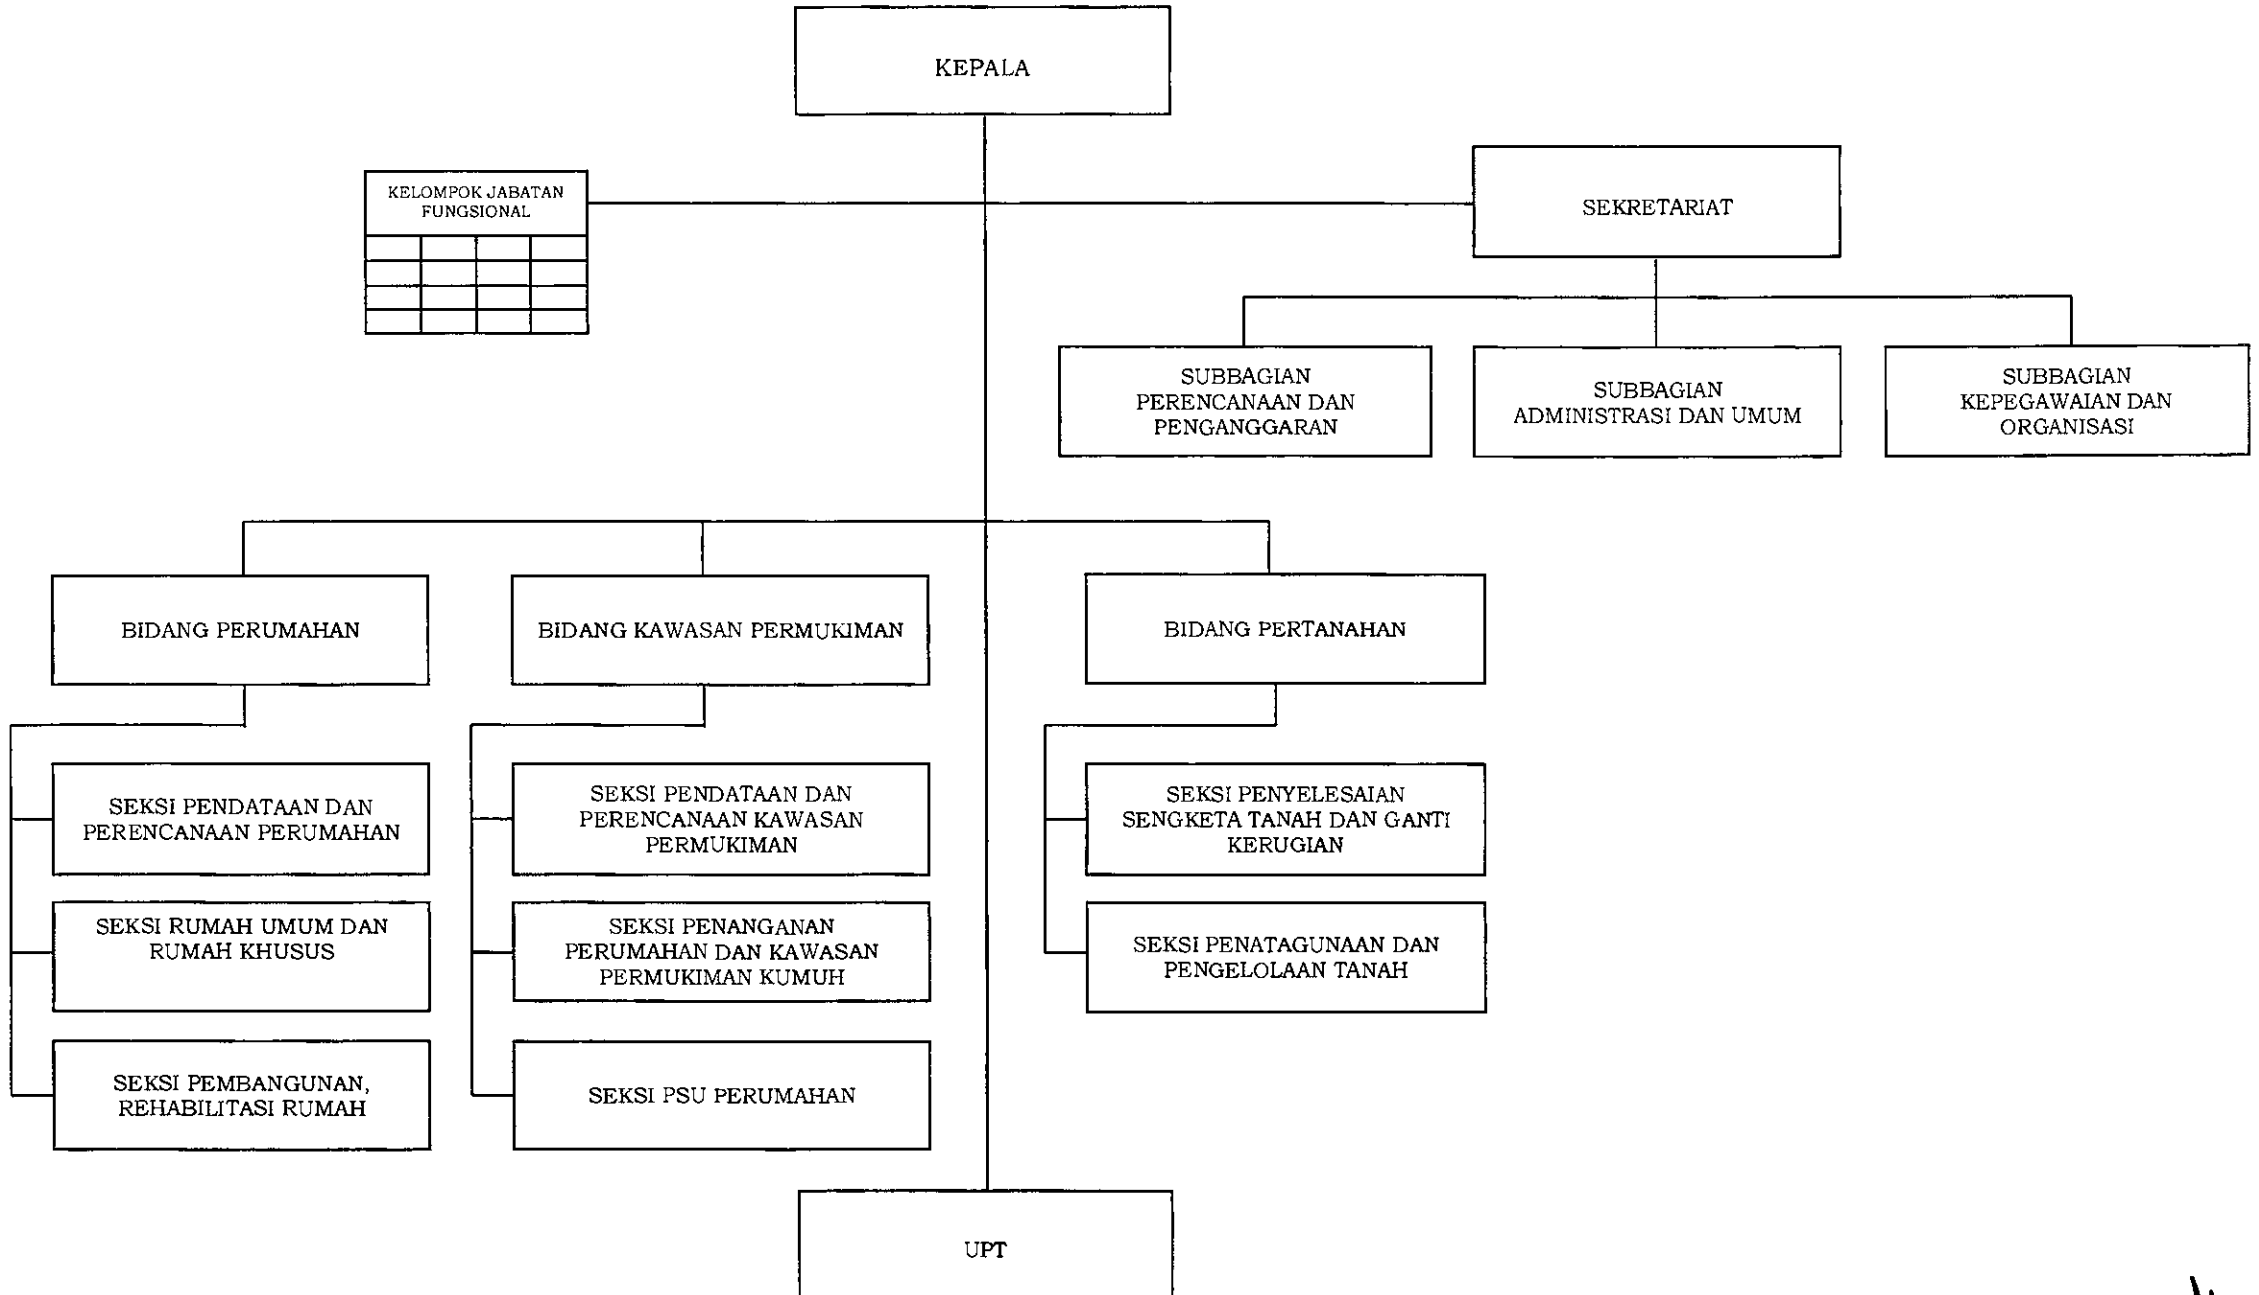 KEPALA
KELOMPOK JABATAN
FUNGSIONAL
SEKRETARIAT
SUBBAGIAN
PERENCANAAN DAN
PENGANGGARAN
SUBBAGIAN
ADMINISTRASI DAN UMUM
SUBBAGIAN
KEPEGAWAIAN DAN
ORGANISASI
BIDANG PERUMAHAN
BIDANG KAWASAN PERMUKIMAN
BIDANG PERTANAHAN
SEKSI PENDATAAN DAN
PERENCANAAN PERUMAHAN
SEKSI RUMAH UMUM DAN
RUMAH KHUSUS
SEKSI PEMBANGUNAN,
REHABILITASI RUMAH
SEKSI PENDATAAN DAN
PERENCANAAN KAWASAN
PERMUKIMAN
SEKSI PENANGANAN
PERUMAHAN DAN KAWASAN
PERMUKIMAN KUMUH
SEKSI PSU PERUMAHAN
SEKSI PENYELESAIAN
SENGKETA TANAH DAN GANTI
KERUGIAN
SEKSI PENATAGUNAAN DAN
PENGELOLAAN TANAH
UPT